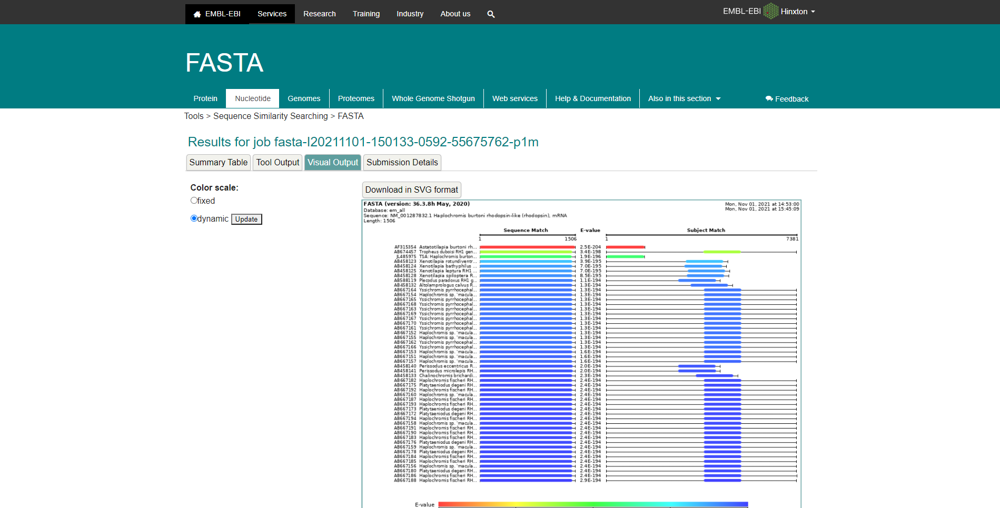 EMBL-EBI Services Research Training Industry About us EMBL-EBI Hinxton
FASTA
Protein Nucleotide Genomes Proteomes Whole Genome Shotgun Web services Help & Documentation Also in this section Feedback
Tools > Sequence Similarity Searching > FASTA
Results for job fasta-I20211101-150133-0592-55675762-p1m
Summary Table Tool Output Visual Output Submission Details
Color scale:
fixed
dynamic Update
Download in SVG format
FASTA (version: 36.3.8h May, 2020)
Database: em_all
Sequence: NM_001287832.1 Haplochromis burtoni rhodopsin-like (rhodopsin), mRNA
Length: 1506
Mon, Nov 01, 2021 at 14:53:00
Mon, Nov 01, 2021 at 15:45:09
Sequence Match E-value Subject Match
1 1506 1 7381
AF315354 Astatotilapia burtoni rh... 2.5E-204
AB674457 Tropheus duboisi RH1 gen... 3.4E-198
JL485975 TSA: Haplochromis burton... 1.9E-196
AB458123 Xenotilapia rotundiventr... 3.9E-195
AB458124 Xenotilapia bathyphilus ... 7.0E-195
AB458125 Xenotilapia leptura RH1 ... 7.0E-195
AB458128 Xenotilapia spiloptera R... 8.5E-195
AB588119 Plecodus paradoxus RH1 g... 1.1E-194
AB458132 Altolamprologus calvus R... 1.3E-194
AB667164 Yssichromis pyrrhocephal... 1.3E-194
AB667154 Haplochromis sp. 'macula... 1.3E-194
AB667165 Yssichromis pyrrhocephal... 1.3E-194
AB667168 Yssichromis pyrrhocephal... 1.3E-194
AB667163 Yssichromis pyrrhocephal... 1.3E-194
AB667169 Yssichromis pyrrhocephal... 1.3E-194
AB667167 Yssichromis pyrrhocephal... 1.3E-194
AB667170 Yssichromis pyrrhocephal... 1.3E-194
AB667161 Yssichromis pyrrhocephal... 1.3E-194
AB667152 Haplochromis sp. 'macula... 1.3E-194
AB667155 Haplochromis sp. 'macula... 1.3E-194
AB667162 Yssichromis pyrrhocephal... 1.3E-194
AB667166 Yssichromis pyrrhocephal... 1.3E-194
AB667153 Haplochromis sp. 'macula... 1.6E-194
AB667151 Haplochromis sp. 'macula... 1.6E-194
AB667157 Haplochromis sp. 'macula... 1.6E-194
AB458140 Perissodus eccentricus R... 2.0E-194
AB458141 Perissodus microlepis RH... 2.0E-194
AB458133 Chalinochromis brichardi... 2.3E-194
AB667182 Haplochromis fischeri RH... 2.4E-194
AB667175 Platytaeniodus degeni RH... 2.4E-194
AB667192 Haplochromis fischeri RH... 2.4E-194
AB667160 Haplochromis sp. 'macula... 2.4E-194
AB667187 Haplochromis fischeri RH... 2.4E-194
AB667193 Haplochromis fischeri RH... 2.4E-194
AB667173 Platytaeniodus degeni RH... 2.4E-194
AB667172 Platytaeniodus degeni RH... 2.4E-194
AB667194 Haplochromis fischeri RH... 2.4E-194
AB667158 Haplochromis sp. 'macula... 2.4E-194
AB667191 Haplochromis fischeri RH... 2.4E-194
AB667190 Haplochromis fischeri RH... 2.4E-194
AB667183 Haplochromis fischeri RH... 2.4E-194
AB667176 Platytaeniodus degeni RH... 2.4E-194
AB667159 Haplochromis sp. 'macula... 2.4E-194
AB667178 Platytaeniodus degeni RH... 2.4E-194
AB667184 Haplochromis fischeri RH... 2.4E-194
AB667185 Haplochromis fischeri RH... 2.4E-194
AB667156 Haplochromis sp. 'macula... 2.4E-194
AB667180 Platytaeniodus degeni RH... 2.4E-194
AB667186 Haplochromis fischeri RH... 2.4E-194
AB667188 Haplochromis fischeri RH... 2.9E-194
E-value